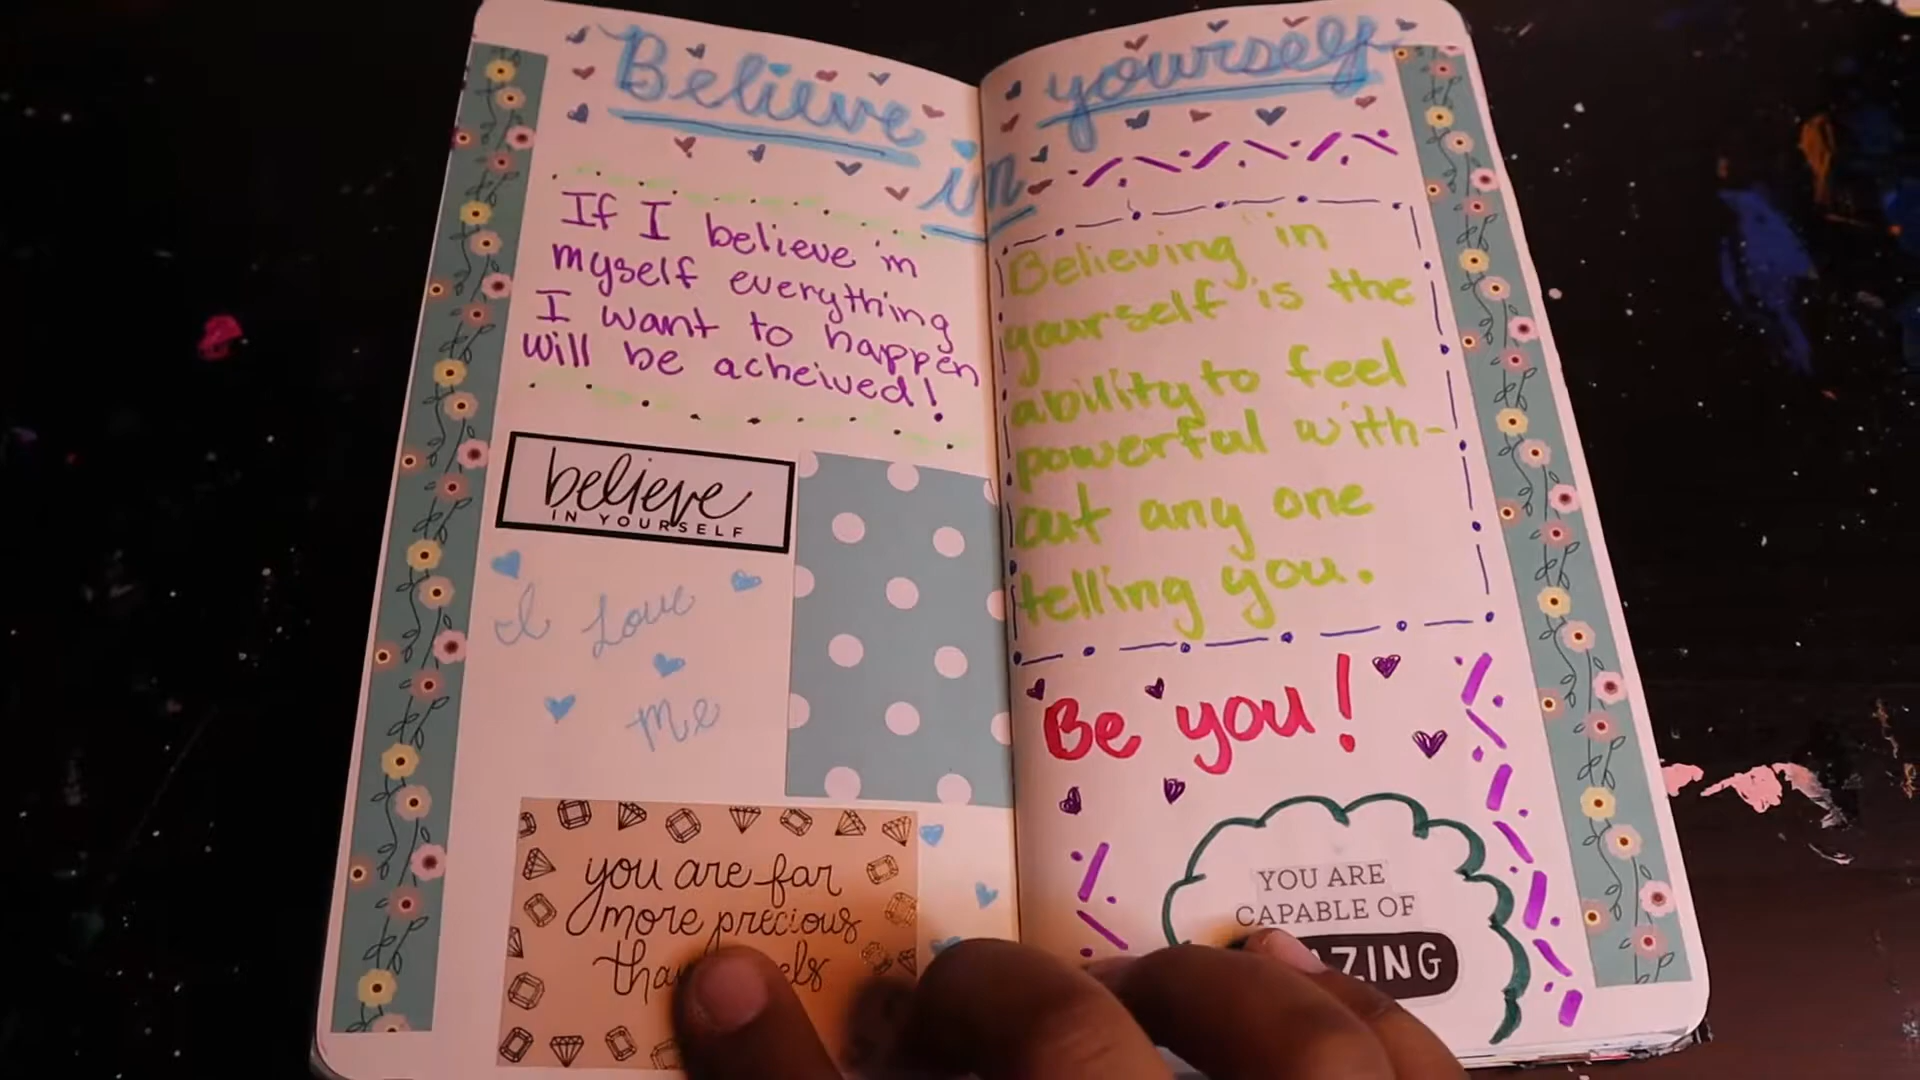 Believe in yourself
If I believe in
myself everything
I want to happen
will be acheived!
believe
IN YOURSELF
I Love
Me
you are far
more precious
Believing in
yourself is the
ability to feel
powerful with-
out any one
telling you.
Be you!
YOU ARE
CAPABLE OF